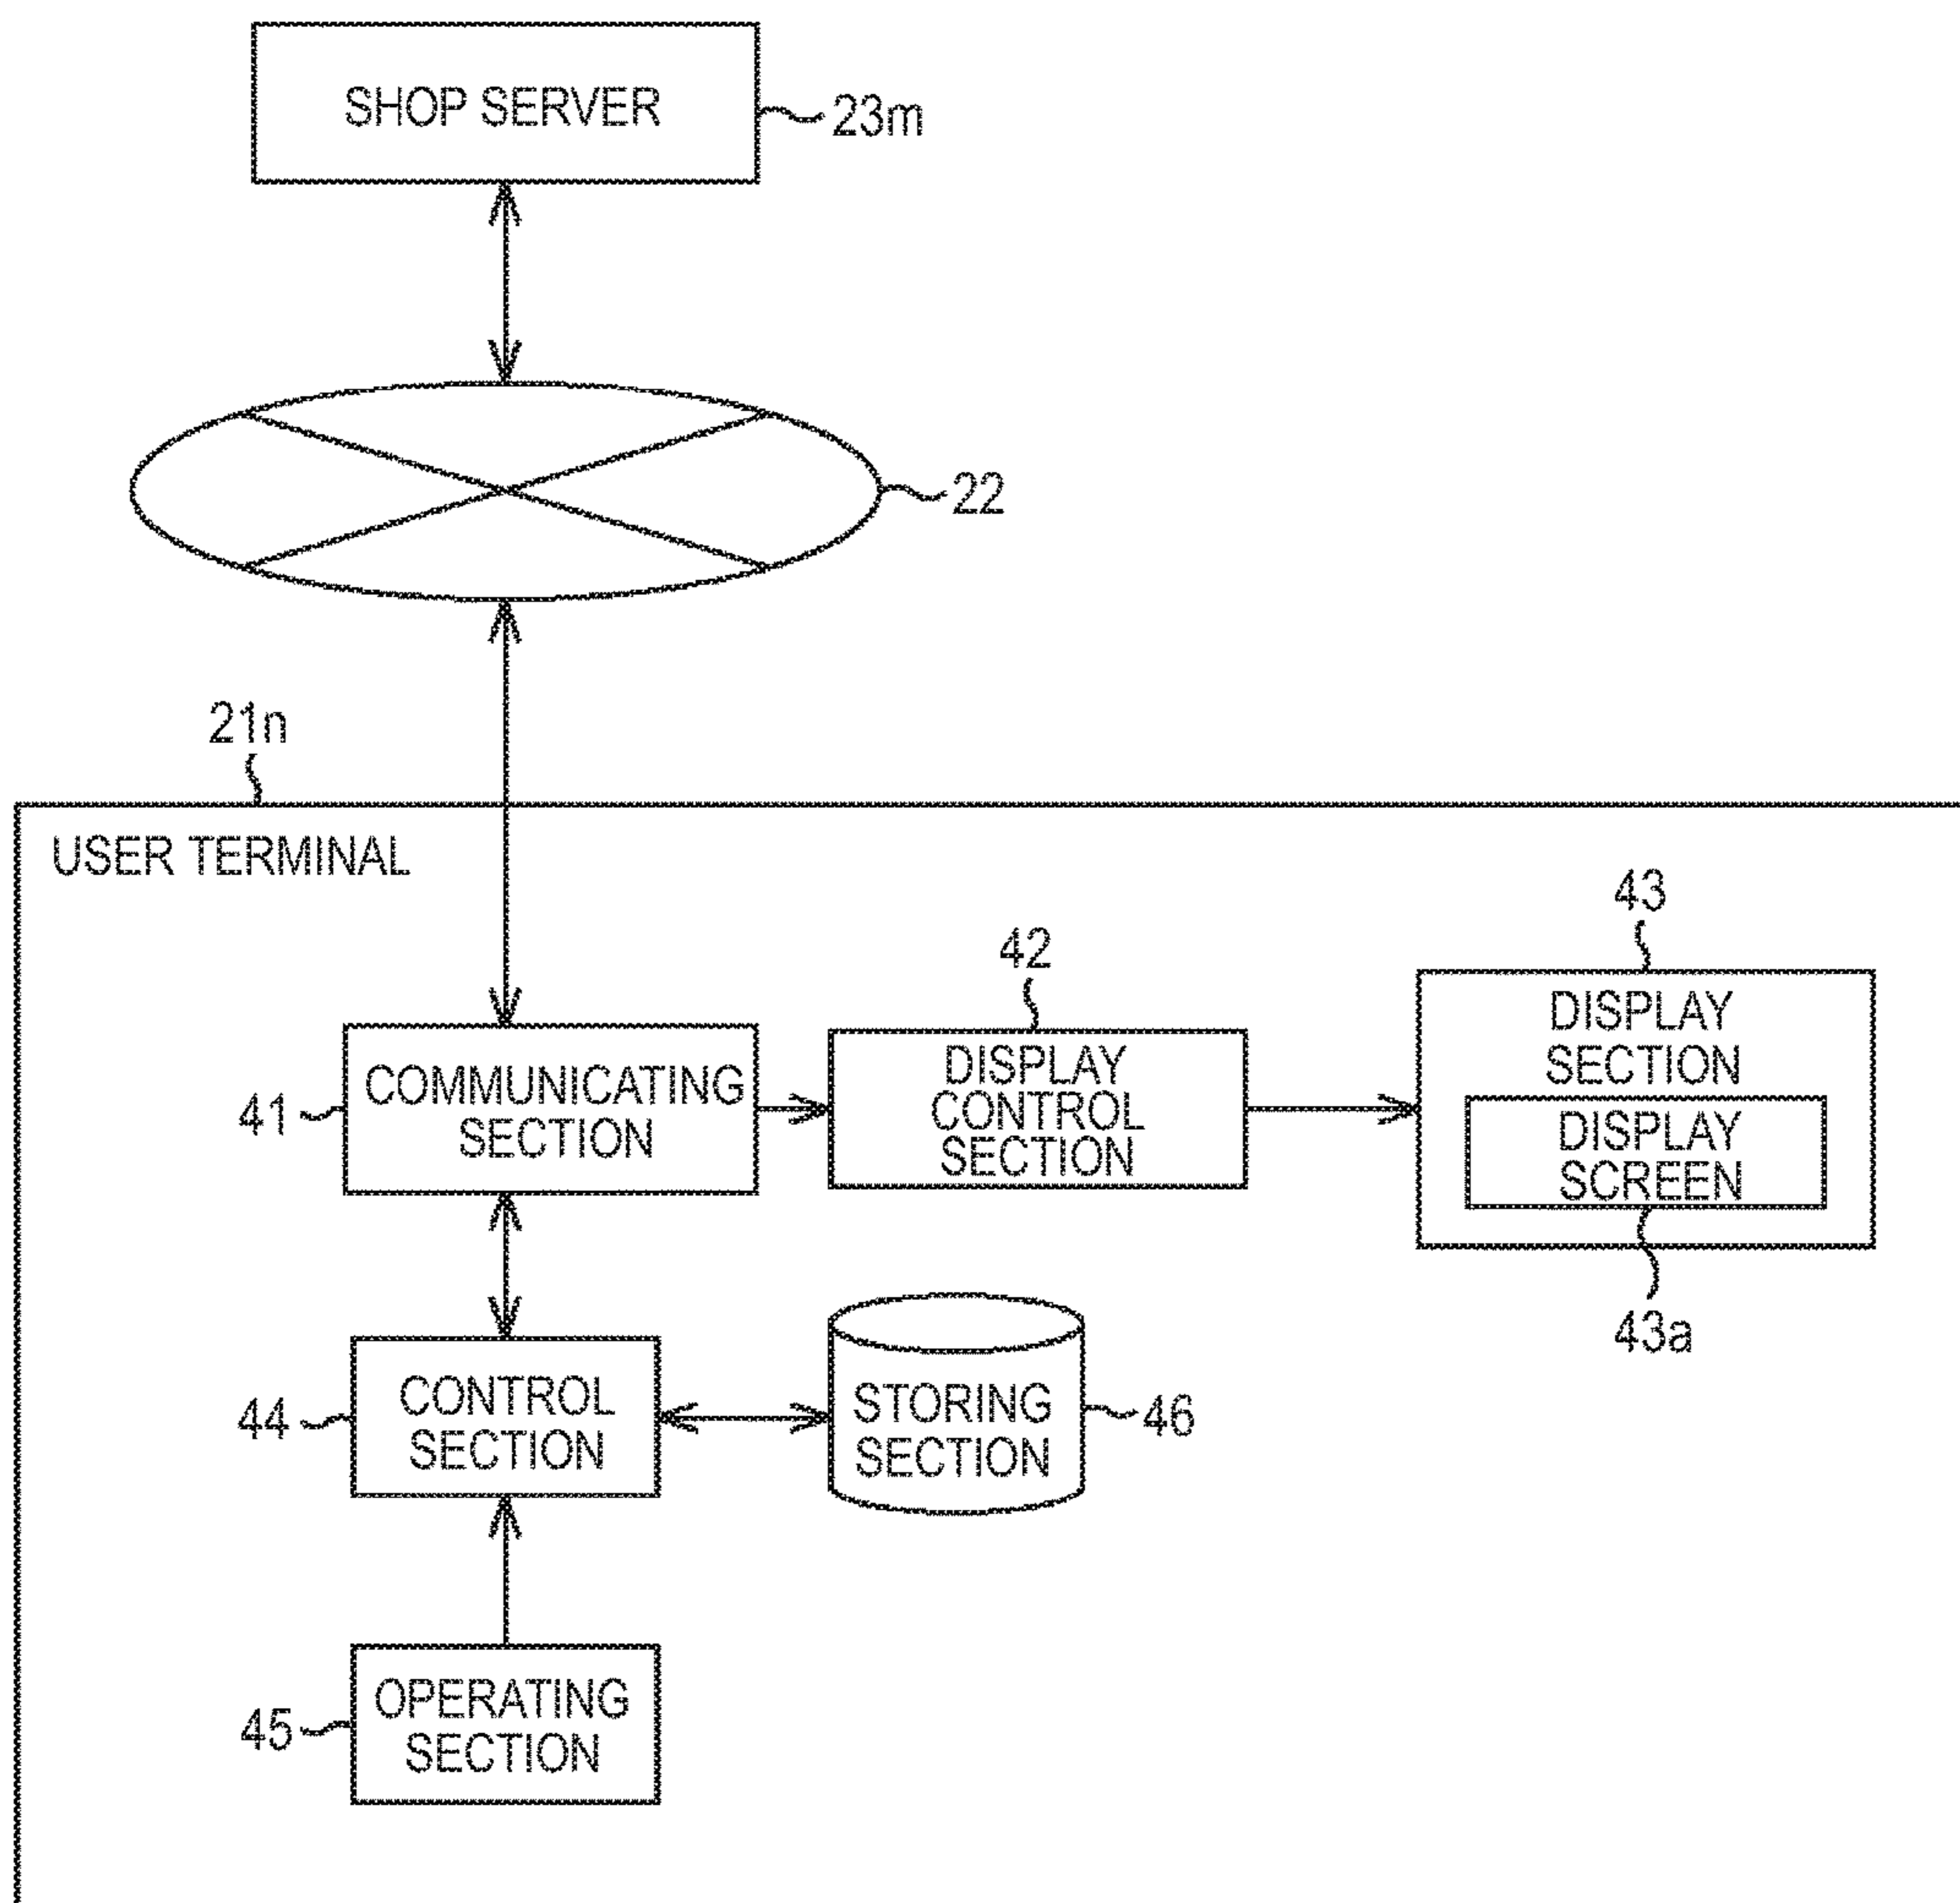 SHOP SERVER
23m
22
21n
USER TERMINAL
43
42
DISPLAY
SECTION
DISPLAY
SCREEN
43a
DISPLAY
CONTROL
SECTION
41
COMMUNICATING
SECTION
44
CONTROL
SECTION
STORING
SECTION
46
45
OPERATING
SECTION